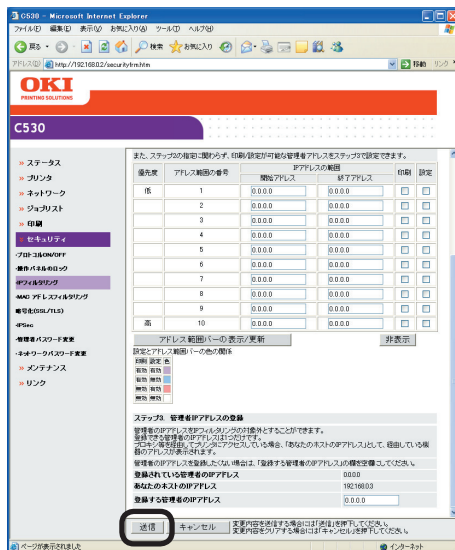 C530 - Microsoft Internet Explorer
ファイル(F) 編集(E) 表示(V) お気に入り(A) ツール(T) ヘルプ(H)
戻る 検索 お気に入り
アドレス(D) http://192.168.0.2/securityfrm.htm 移動 リンク
OKI
PRINTING SOLUTIONS
C530
ステータス
プリンタ
ネットワーク
ジョブリスト
印刷
セキュリティ
・プロトコルON/OFF
・操作パネルのロック
・IPフィルタリング
・MAC アドレスフィルタリング
暗号化(SSL/TLS)
・IPSec
・管理者パスワード変更
・ネットワークパスワード変更
メンテナンス
リンク
また、ステップ2の指定に関わらず、印刷/設定が可能な管理者アドレスをステップ3で設定できます。
優先度 アドレス範囲の番号 IPアドレスの範囲 印刷 設定
開始アドレス 終了アドレス
低 1 0.0.0.0 0.0.0.0
2 0.0.0.0 0.0.0.0
3 0.0.0.0 0.0.0.0
4 0.0.0.0 0.0.0.0
5 0.0.0.0 0.0.0.0
6 0.0.0.0 0.0.0.0
7 0.0.0.0 0.0.0.0
8 0.0.0.0 0.0.0.0
9 0.0.0.0 0.0.0.0
高 10 0.0.0.0 0.0.0.0
アドレス範囲バーの表示/更新 非表示
設定とアドレス範囲バーの色の関係
印刷 設定 色
有効 有効
有効 無効
無効 有効
無効 無効
ステップ3. 管理者IPアドレスの登録
管理者のIPアドレスをIPフィルタリングの対象外とすることができます。
登録できる管理者のIPアドレスは1つだけです。
プロキシ等を経由してプリンタにアクセスしている場合、「あなたのホストのIPアドレス」として、経由している機
器のアドレスが表示されます。
管理者のIPアドレスを登録したくない場合は、「登録する管理者のIPアドレス」の欄を空欄にしてください。
登録されている管理者のIPアドレス 0.0.0.0
あなたのホストのIPアドレス 192.168.0.3
登録する管理者のIPアドレス 0.0.0.0
送信 キャンセル 変更内容を送信する場合には「送信」を押下してください。
変更内容をクリアする場合には「キャンセル」を押下してください。
ページが表示されました インターネット